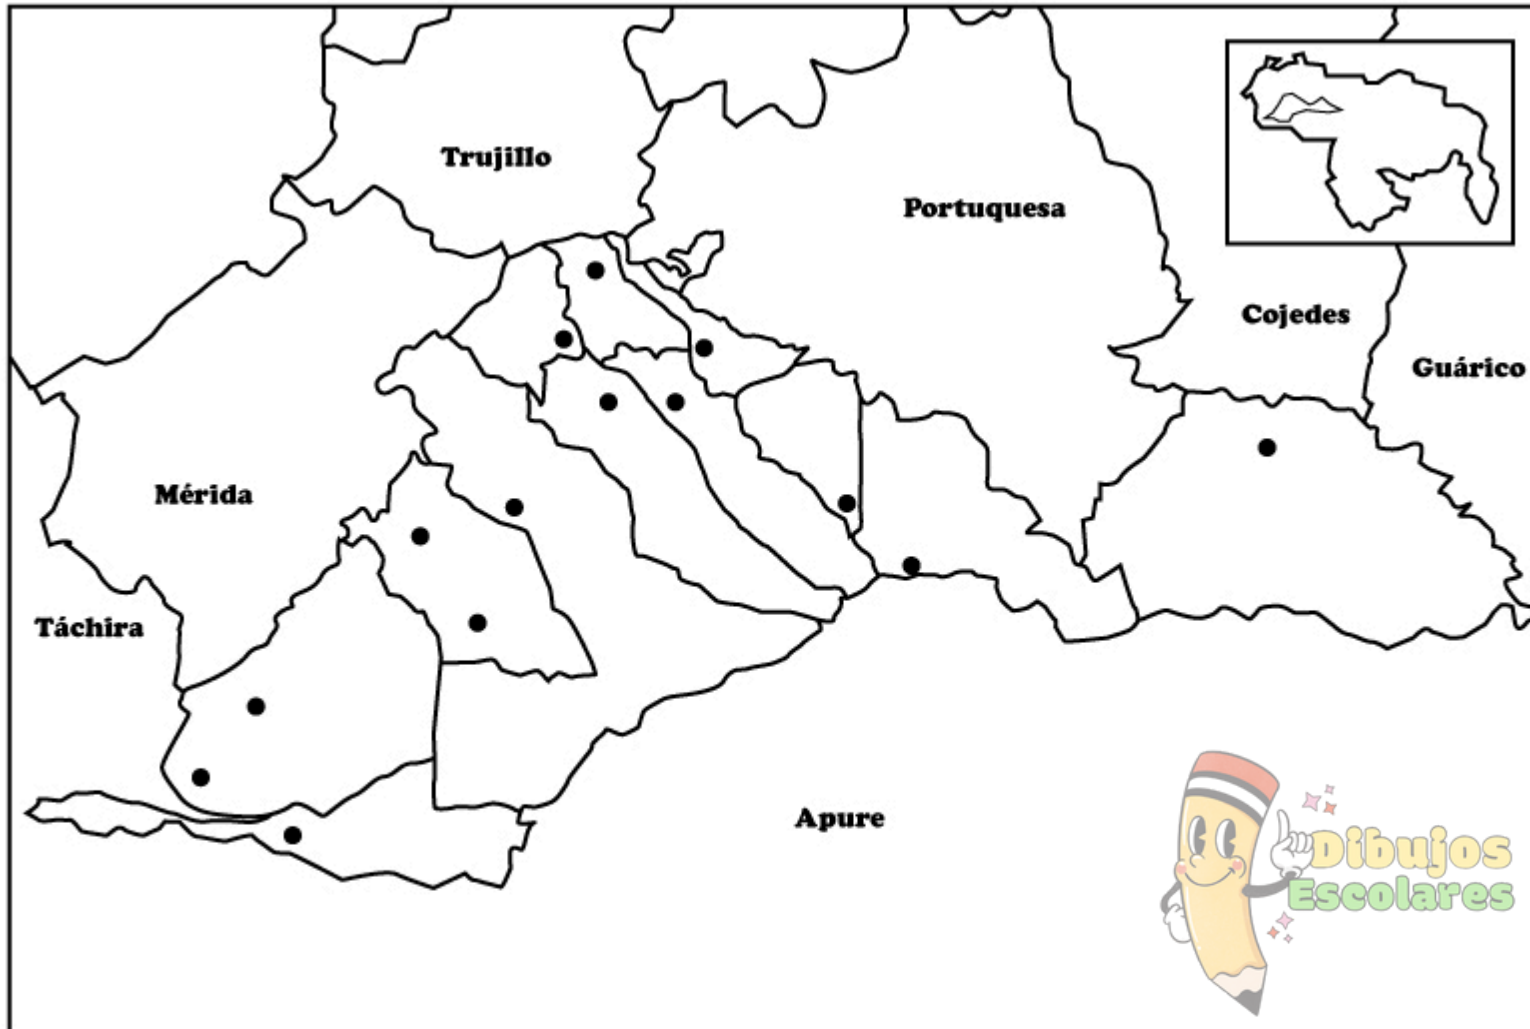 Trujillo
Portuquesa
Cojedes
Guárico
Mérida
Táchira
Apure
Dibujos
Escolares